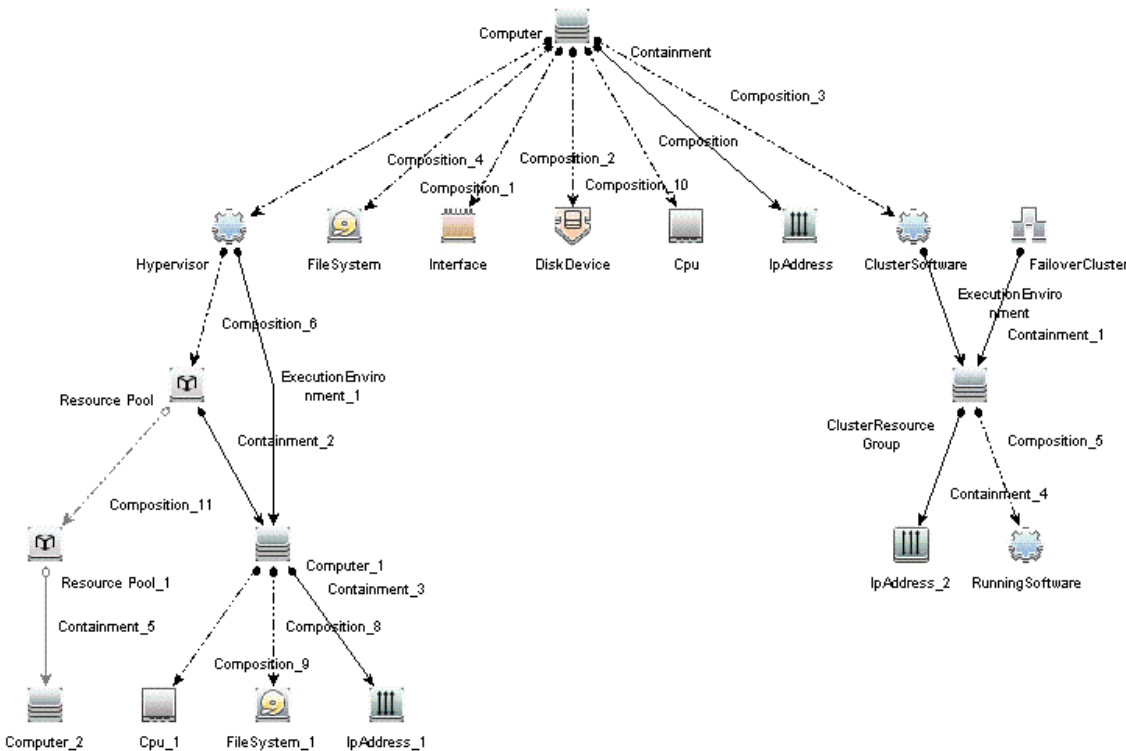 Computer
Containment
Composition_3
Composition
Composition_4
Composition_2
Composition_1
Composition_10
Hypervisor
FileSystem
Interface
DiskDevice
Cpu
IpAddress
ClusterSoftware
FailoverCluster
ExecutionEnviro
nment
Composition_6
Containment_1
ExecutionEnviro
nment_1
Resource Pool
ClusterResource
Group
Containment_2
Composition_5
Composition_11
Containment_4
Computer_1
Resource Pool_1
Containment_3
IpAddress_2
RunningSoftware
Containment_5
Composition_8
Composition_9
Computer_2
Cpu_1
FileSystem_1
IpAddress_1